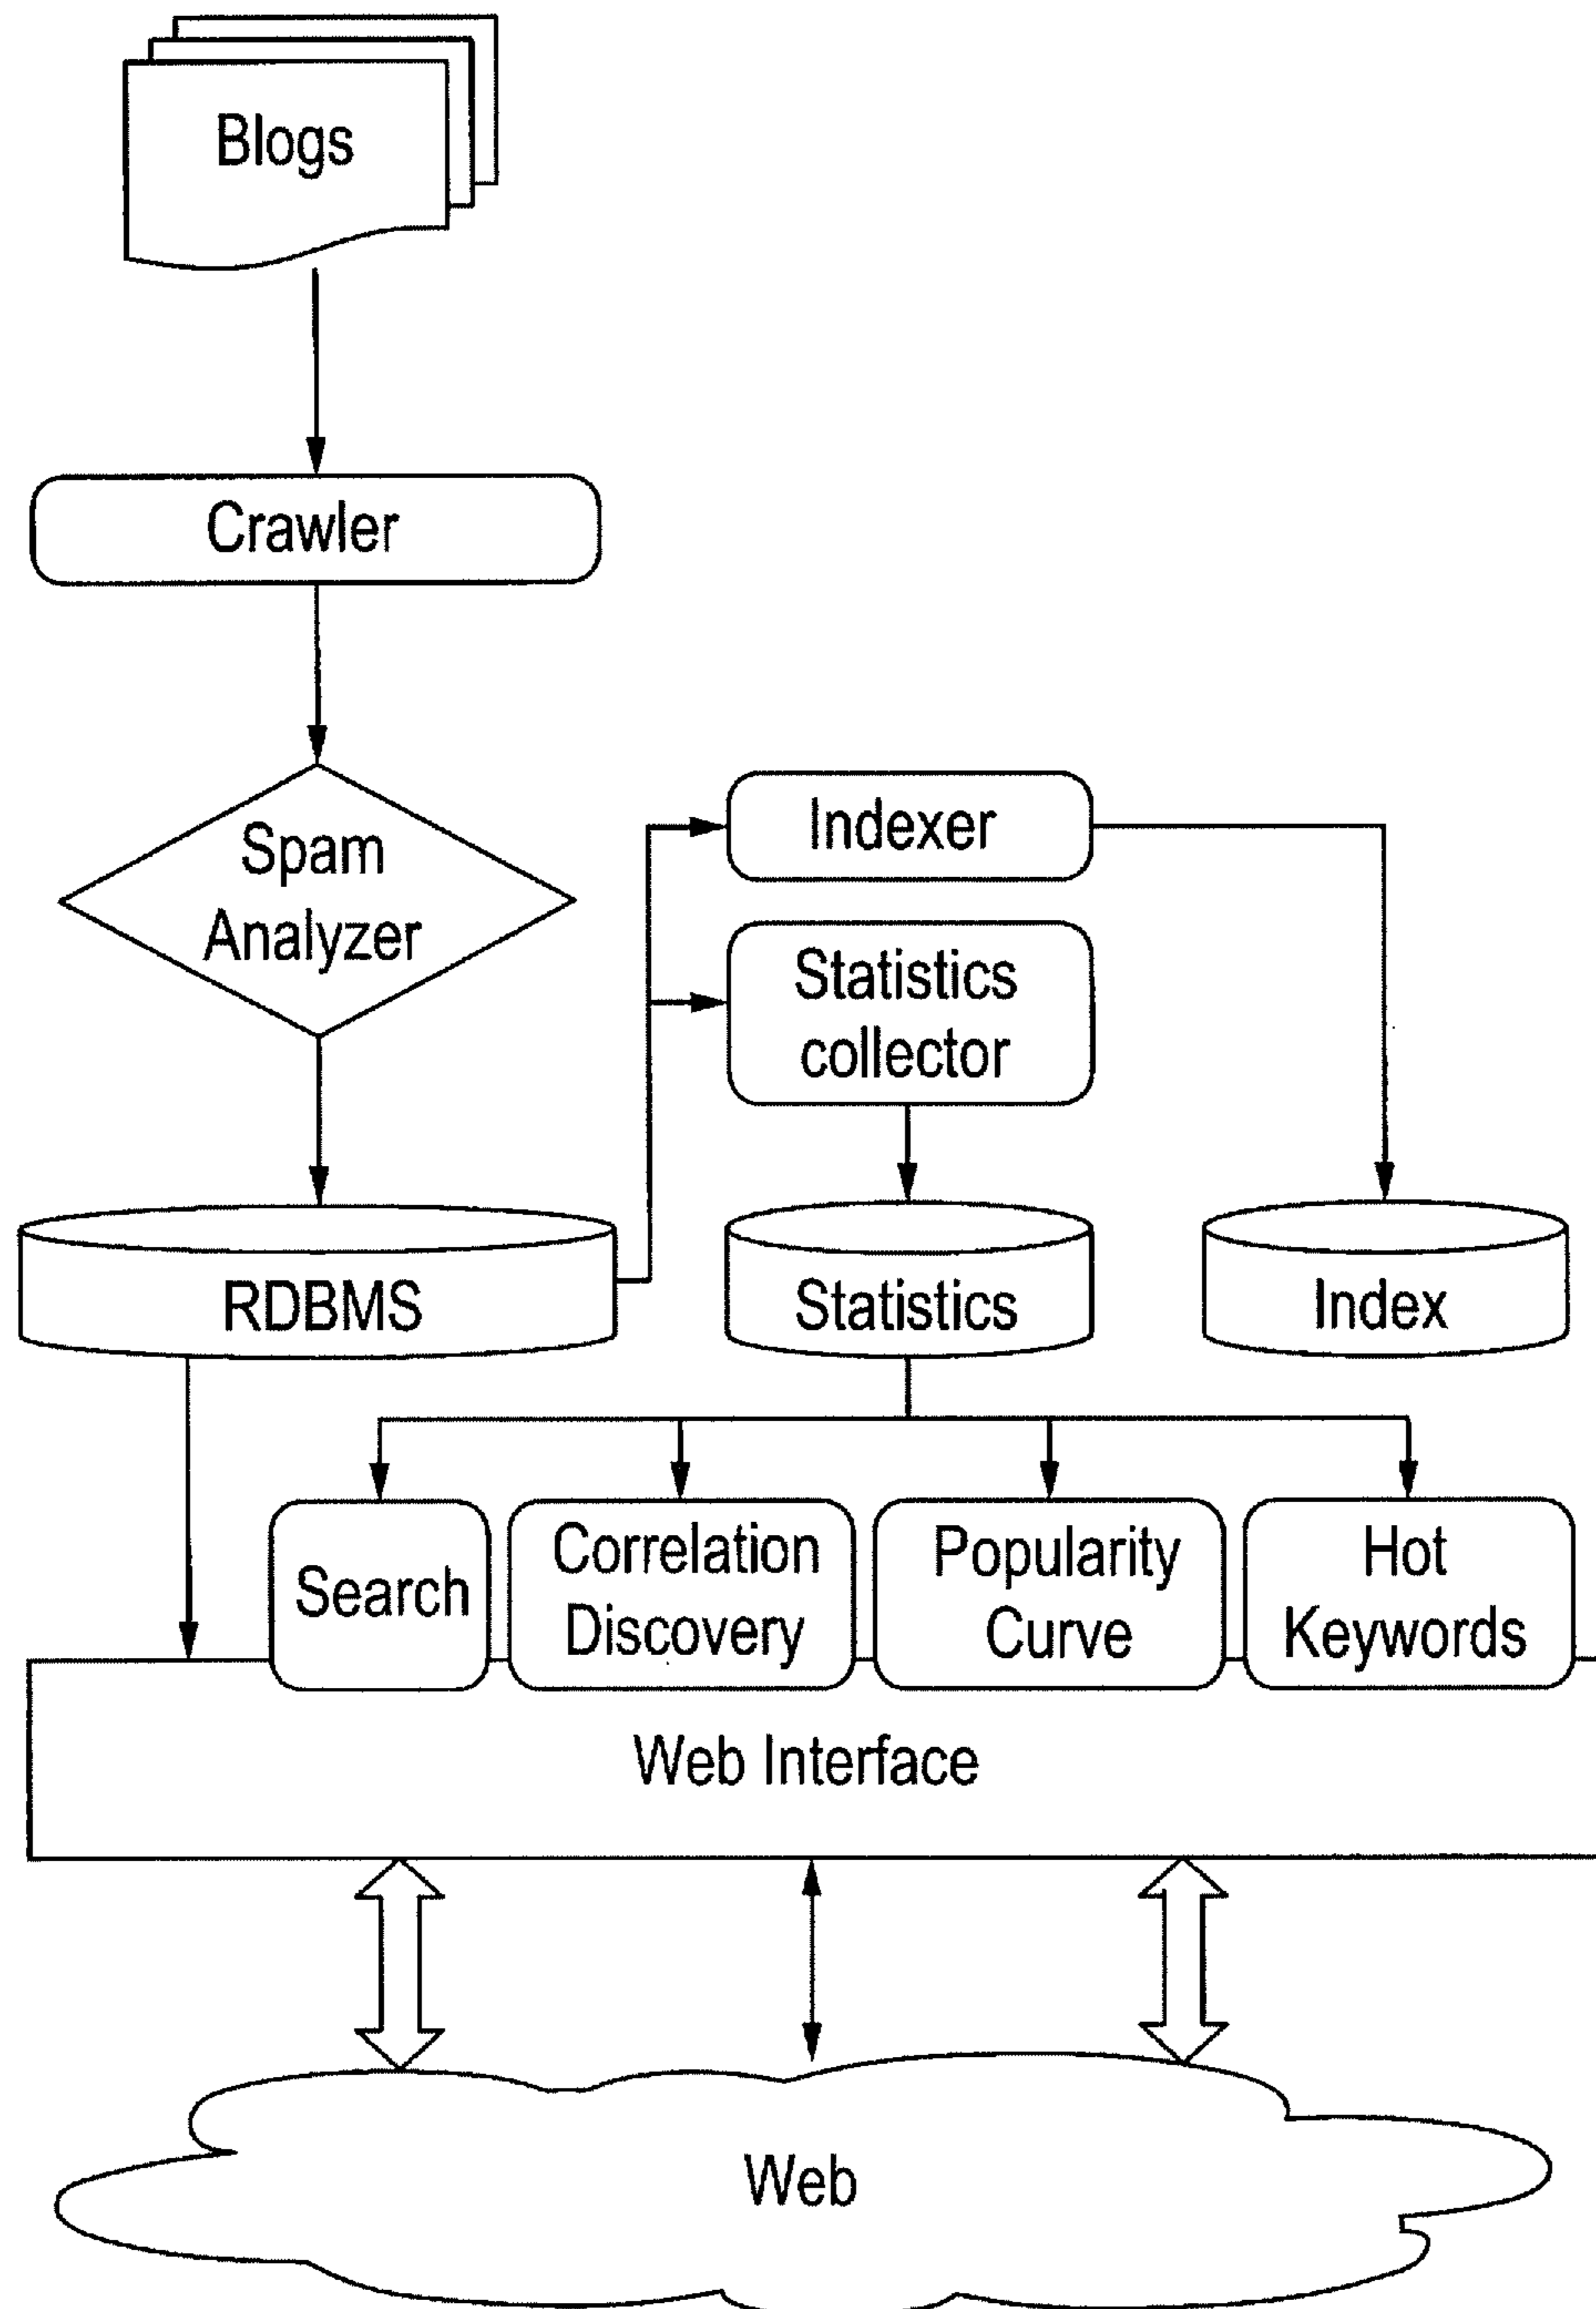 Blogs
Crawler
Spam
Analyzer
Indexer
Statistics
collector
RDBMS
Statistics
Index
Search
Correlation
Discovery
Popularity
Curve
Hot
Keywords
Web Interface
Web